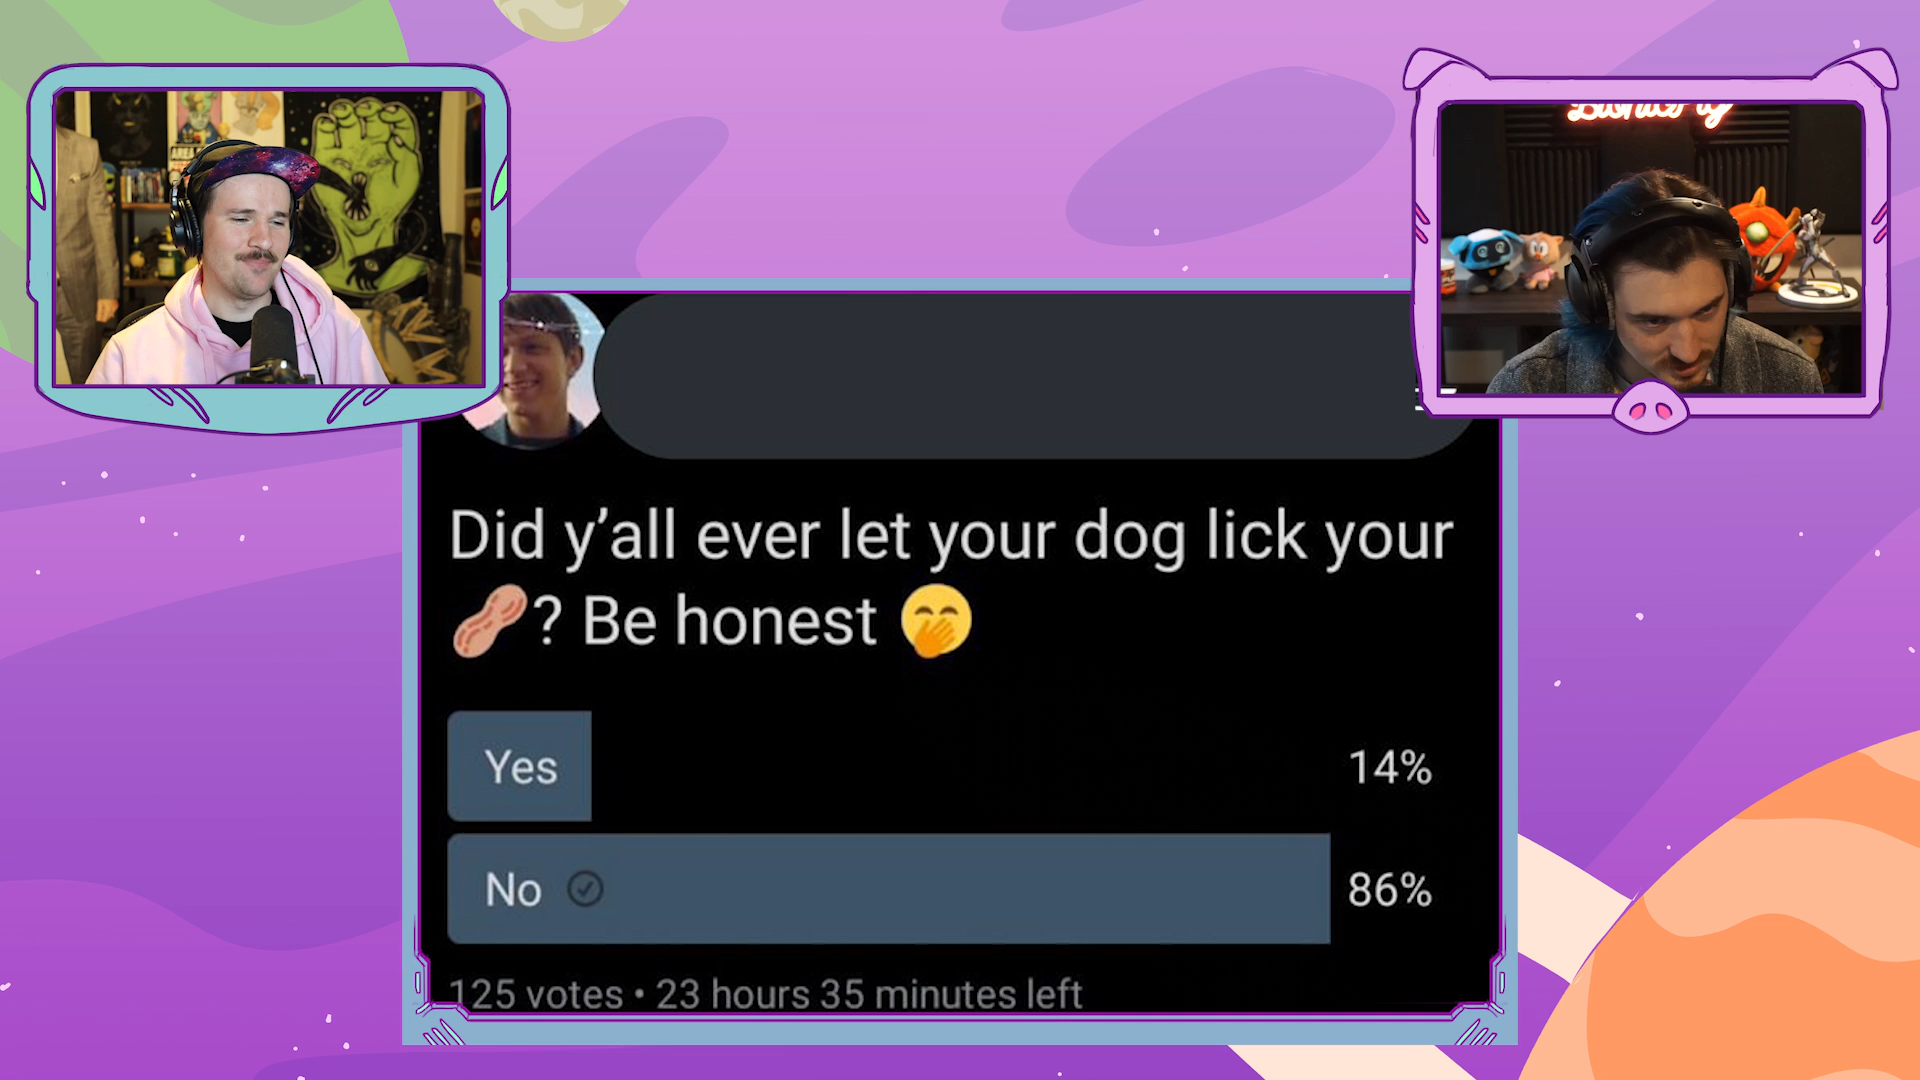 BionicPig
Did y’all ever let your dog lick your
🥜? Be honest 🤭
Yes 14%
No 86%
125 votes • 23 hours 35 minutes left